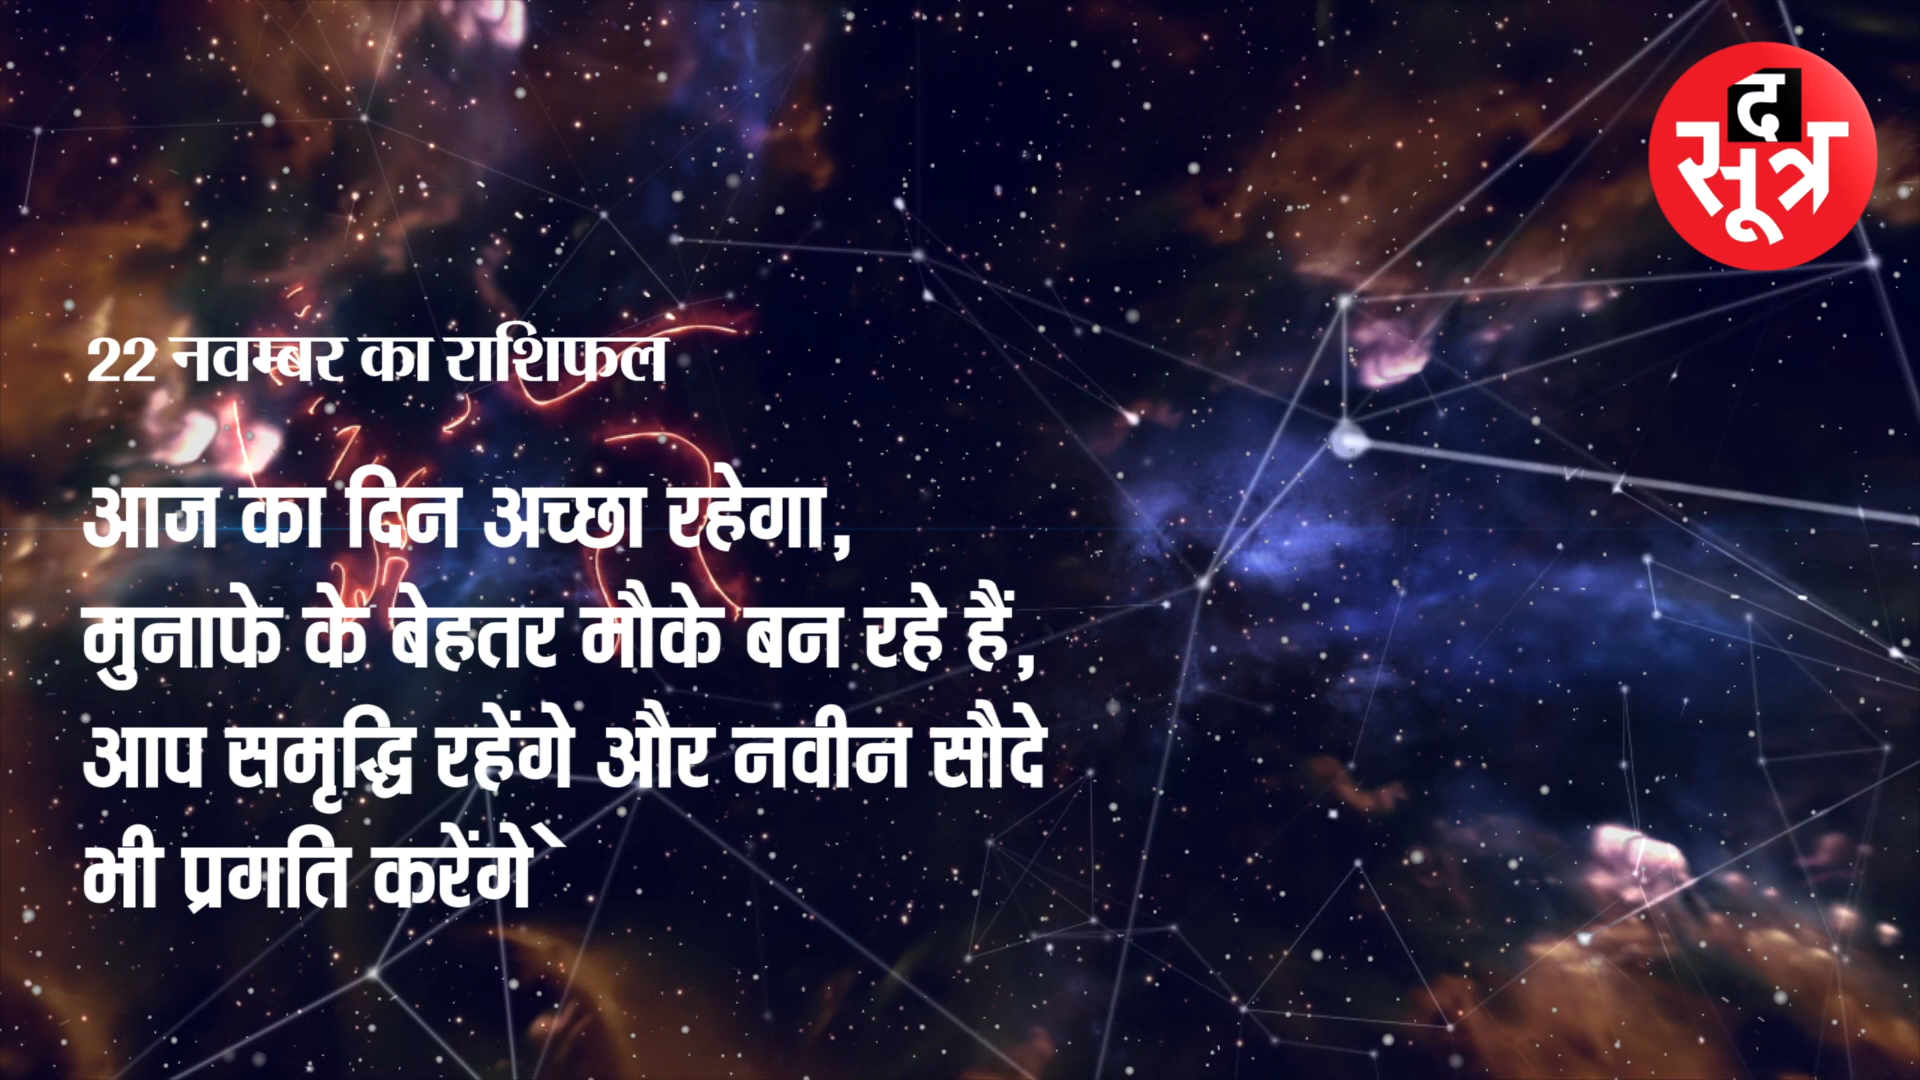 द
सूत्र
22 नवम्बर का राशिफल
आज का दिन अच्छा रहेगा,
मुनाफे के बेहतर मौके बन रहे हैं,
आप समृद्धि रहेंगे और नवीन सौदे
भी प्रगति करेंगे`